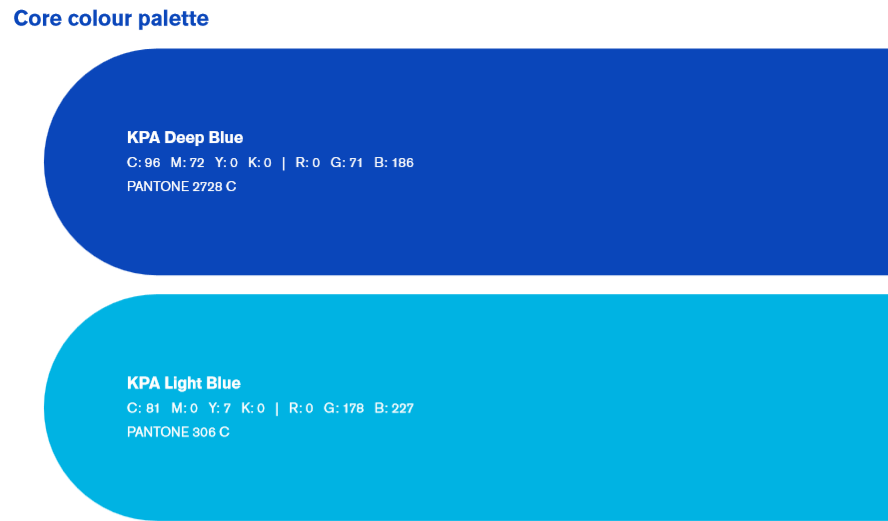 Core colour palette
KPA Deep Blue
C: 96 M: 72 Y: 0 K: 0 | R: 0 G: 71 B: 186
PANTONE 2728 C
KPA Light Blue
C: 81 M: 0 Y: 7 K: 0 | R: 0 G: 178 B: 227
PANTONE 306 C